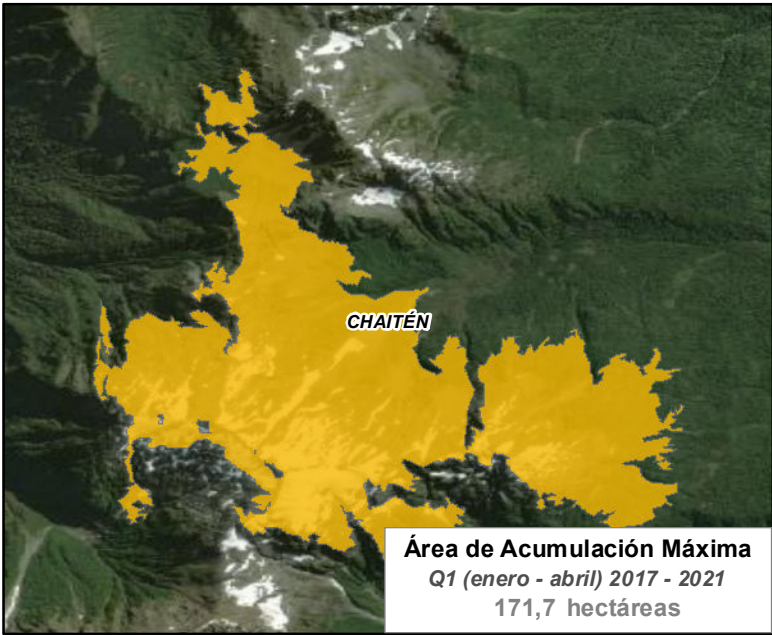 CHAITÉN
Área de Acumulación Máxima
Q1 (enero - abril) 2017 - 2021
171,7 hectáreas